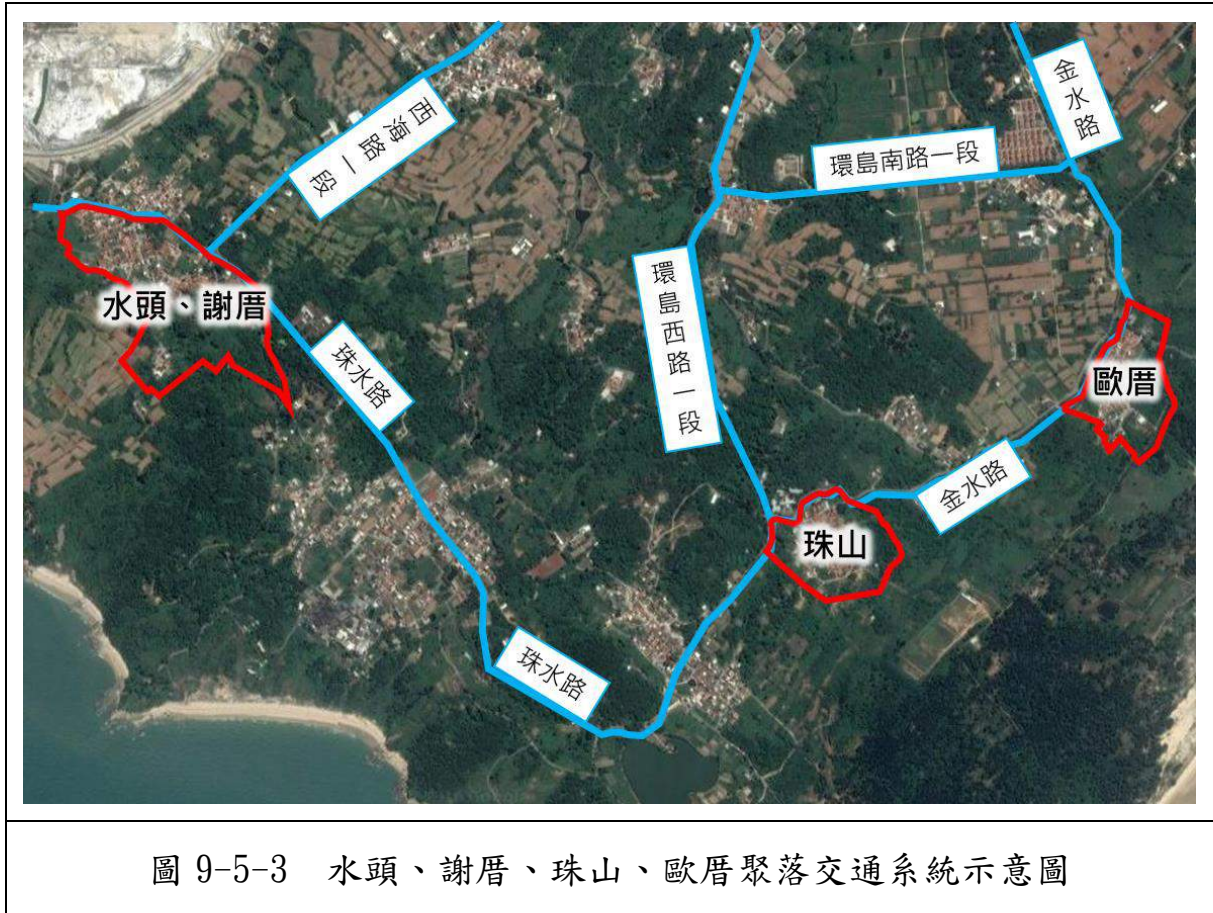 西海路一段
金水路
環島南路一段
水頭、謝厝
珠水路
環島西路一段
歐厝
金水路
珠山
珠水路
圖 9-5-3 水頭、謝厝、珠山、歐厝聚落交通系統示意圖